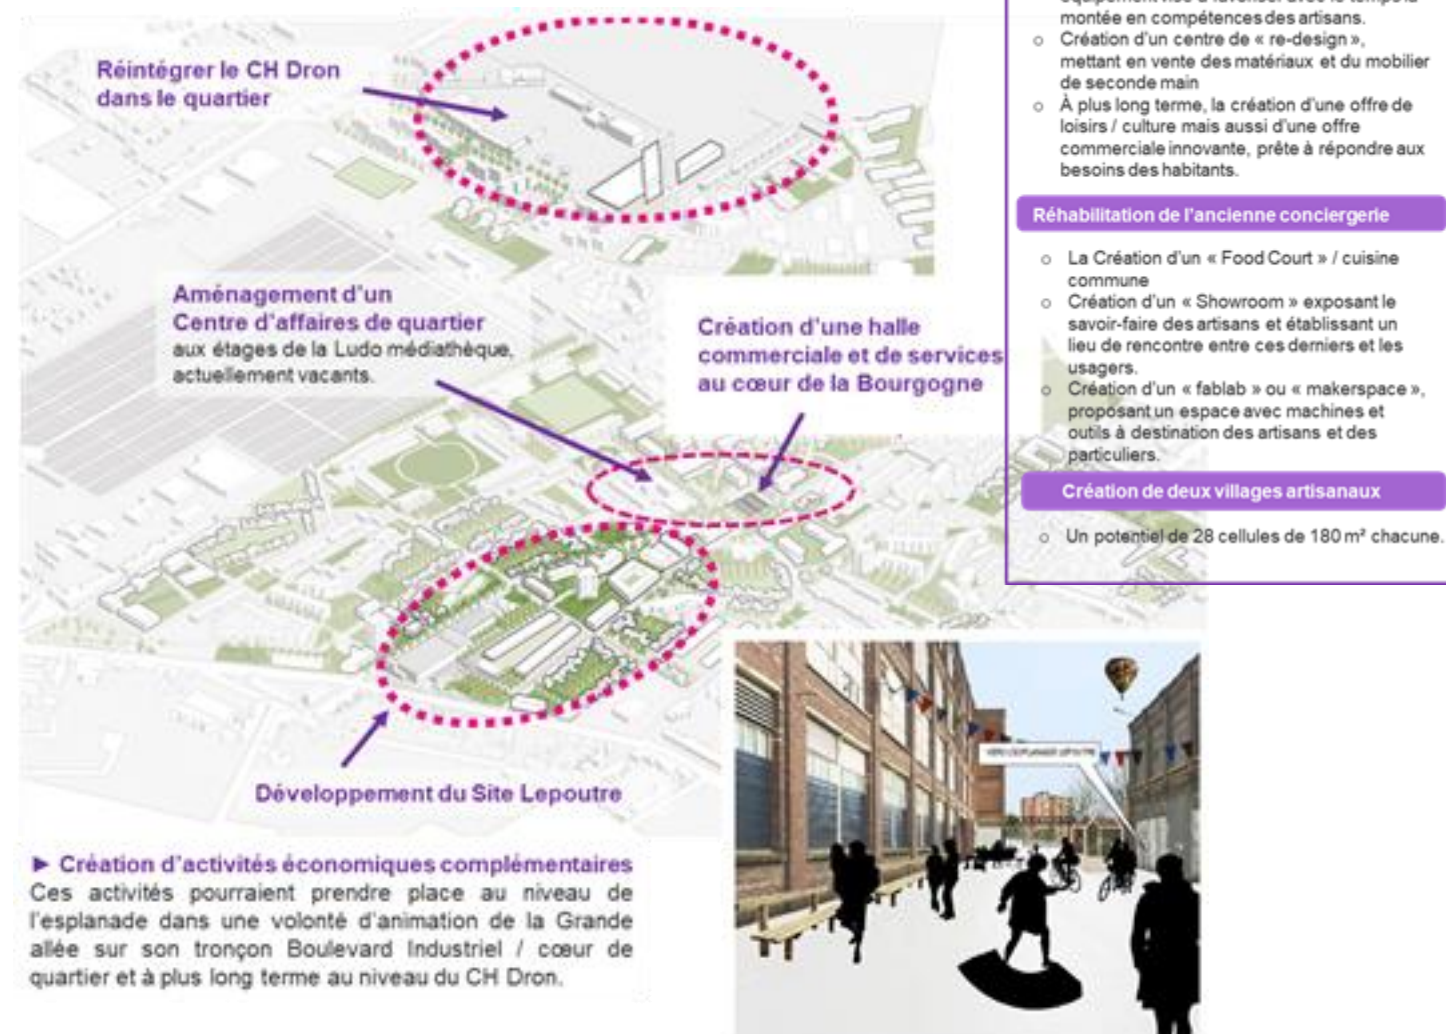 Réintégrer le CH Dron
dans le quartier
Aménagement d'un
Centre d'affaires de quartier
aux étages de la Ludo médiathèque,
actuellement vacants.
Création d'une halle
commerciale et de services
au cœur de la Bourgogne
Développement du Site Lepoutre
► Création d'activités économiques complémentaires
Ces activités pourraient prendre place au niveau de
l'esplanade dans une volonté d'animation de la Grande
allée sur son tronçon Boulevard Industriel / cœur de
quartier et à plus long terme au niveau du CH Dron.
montée en compétences des artisans.
o Création d'un centre de « re-design »,
mettant en vente des matériaux et du mobilier
de seconde main
o À plus long terme, la création d'une offre de
loisirs / culture mais aussi d'une offre
commerciale innovante, prête à répondre aux
besoins des habitants.
Réhabilitation de l'ancienne conciergerie
o La Création d'un « Food Court » / cuisine
commune
o Création d'un « Showroom » exposant le
savoir-faire des artisans et établissant un
lieu de rencontre entre ces derniers et les
usagers.
o Création d'un « fablab » ou « makerspace »,
proposant un espace avec machines et
outils à destination des artisans et des
particuliers.
Création de deux villages artisanaux
o Un potentiel de 28 cellules de 180 m² chacune.
VERS L'ESPLANADE LEPOUTRE